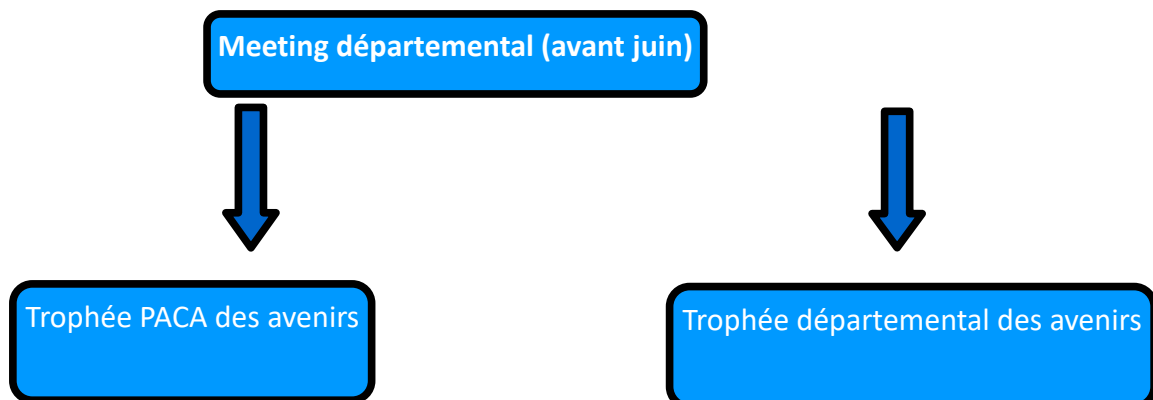 Meeting départemental (avant juin)
Trophée PACA des avenirs
Trophée départemental des avenirs